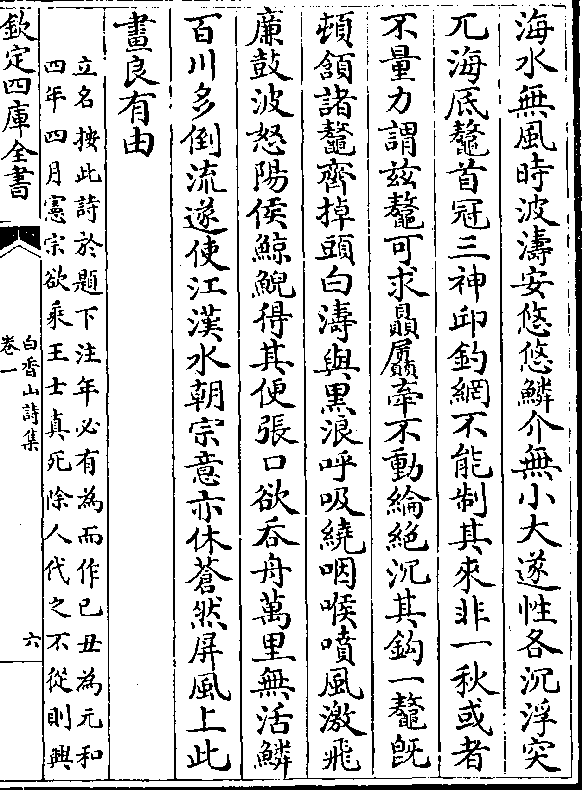 海水無風時波濤安悠悠鱗介無小大遂性各沉浮突
兀海底鼇首冠三神邱釣網不能制其來非一秋或者
不量力謂兹鼇可求贔屭牽不動綸絶沉其鈎一鼇既
頓頷諸鼇齊掉頭白濤與黒浪呼吸繞咽喉噴風激飛
廉鼓波怒陽侯鯨鯢得其便張口欲呑舟萬里無活鱗
百川多倒流遂使江漢水朝宗意亦休蒼然屏風上此
畫良有由
立名按此詩於題下注年必有為而作已丑為元和
四年四月憲宗欲乘王士真死除人代之不從則興
欽定四庫全書
白香山詩集
卷一
六